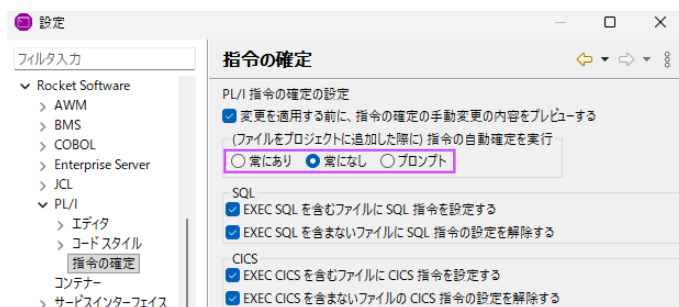 設定
フィルタ入力
指令の確定
Rocket Software
AWM
BMS
COBOL
Enterprise Server
JCL
PL/I
エディタ
コード スタイル
指令の確定
コンテナー
サービスインターフェイス
PL/I 指令の確定の設定
変更を適用する前に、指令の確定の手動変更の内容をプレビューする
(ファイルをプロジェクトに追加した際に) 指令の自動確定を実行
常にあり 常になし プロンプト
SQL
EXEC SQL を含むファイルに SQL 指令を設定する
EXEC SQL を含まないファイルに SQL 指令の設定を解除する
CICS
EXEC CICS を含むファイルに CICS 指令を設定する
EXEC CICS を含まないファイルの CICS 指令の設定を解除する